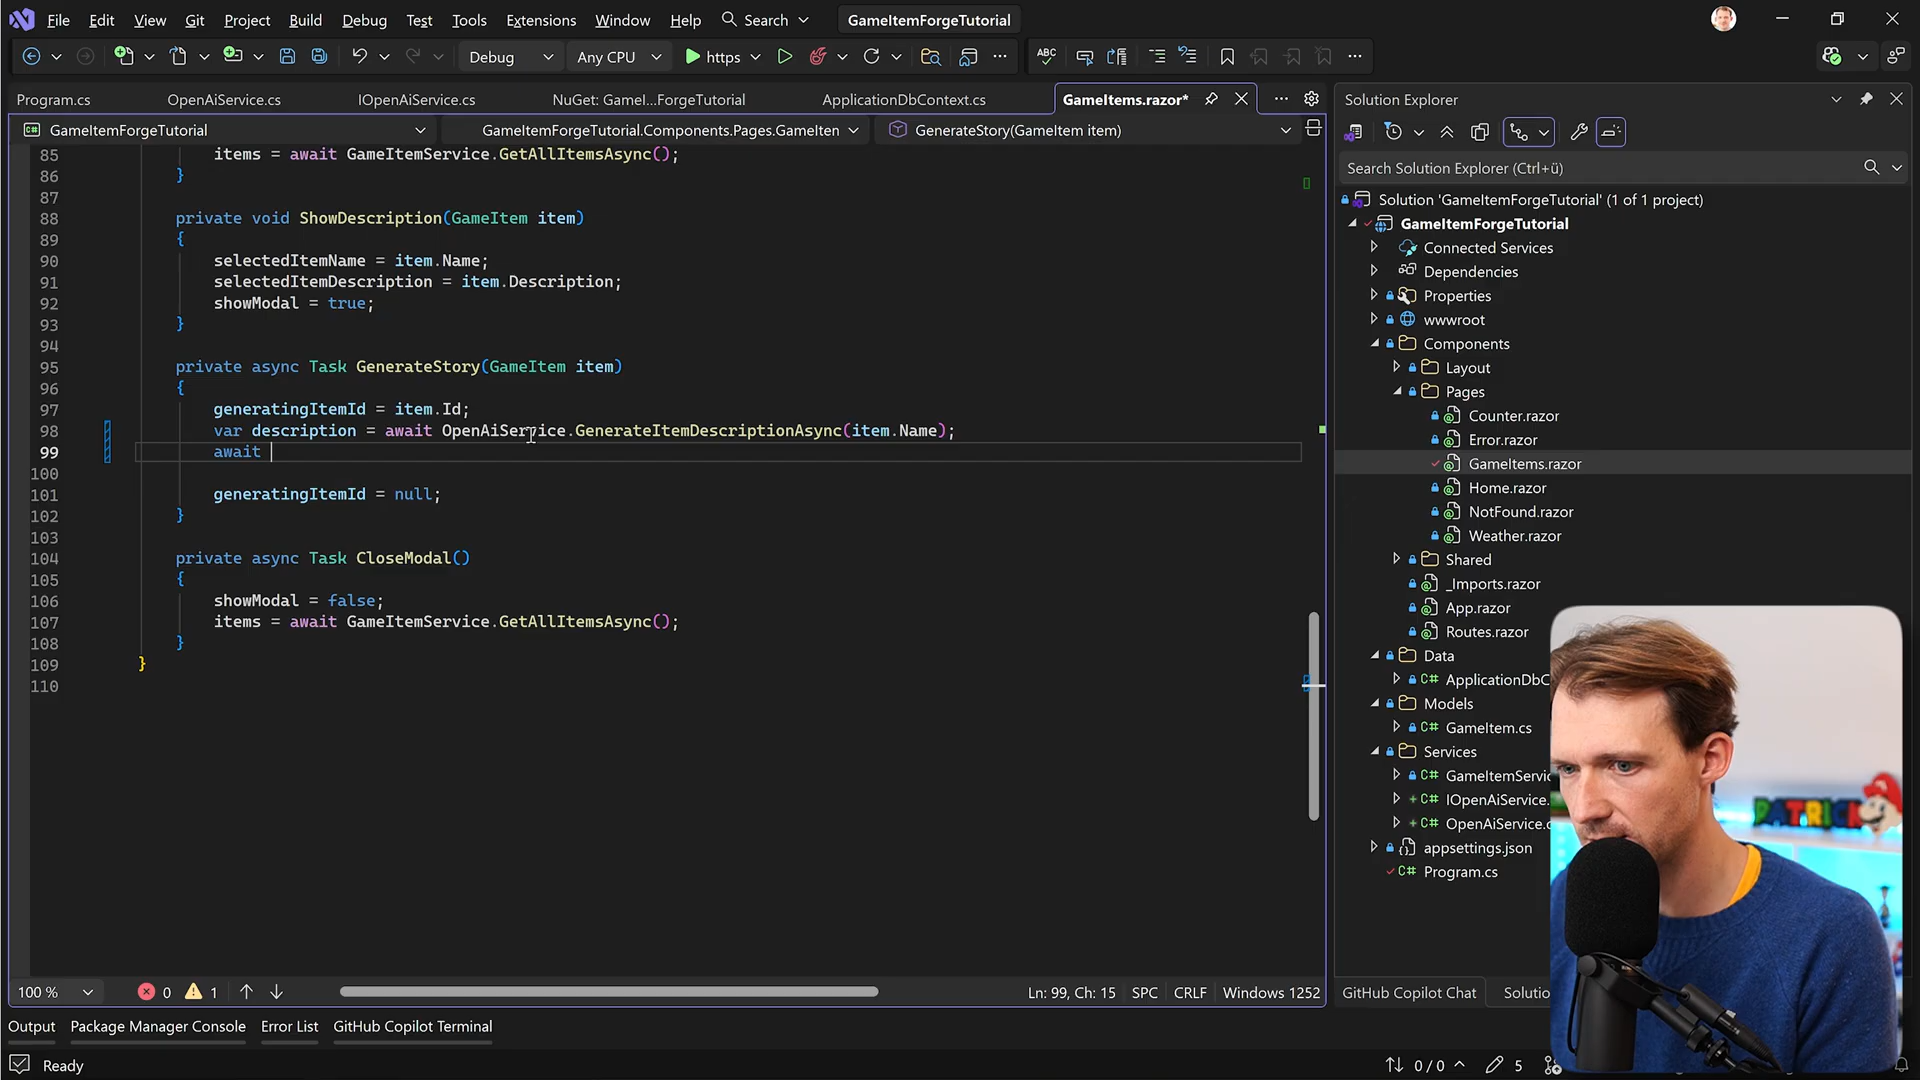 File Edit View Git Project Build Debug Test Tools Extensions Window Help Search GameItemForgeTutorial
Debug Any CPU https
Program.cs OpenAiService.cs IOpenAiService.cs NuGet: GameI...ForgeTutorial ApplicationDbContext.cs GameItems.razor*
GameItemForgeTutorial GameItemForgeTutorial.Components.Pages.GameIten GenerateStory(GameItem item)
85 items = await GameItemService.GetAllItemsAsync();
86 }
87
88 private void ShowDescription(GameItem item)
89 {
90 selectedItemName = item.Name;
91 selectedItemDescription = item.Description;
92 showModal = true;
93 }
94
95 private async Task GenerateStory(GameItem item)
96 {
97 generatingItemId = item.Id;
98 var description = await OpenAiService.GenerateItemDescriptionAsync(item.Name);
99 await
100
101 generatingItemId = null;
102 }
103
104 private async Task CloseModal()
105 {
106 showModal = false;
107 items = await GameItemService.GetAllItemsAsync();
108 }
109 }
110
100 % 0 1 Ln: 99, Ch: 15 SPC CRLF Windows 1252
Output Package Manager Console Error List GitHub Copilot Terminal
Ready 0 / 0 5
Solution Explorer
Search Solution Explorer (Ctrl+ü)
Solution 'GameItemForgeTutorial' (1 of 1 project)
GameItemForgeTutorial
Connected Services
Dependencies
Properties
wwwroot
Components
Layout
Pages
Counter.razor
Error.razor
GameItems.razor
Home.razor
NotFound.razor
Weather.razor
Shared
_Imports.razor
App.razor
Routes.razor
Data
C# ApplicationDbC
Models
C# GameItem.cs
Services
C# GameItemServic
C# IOpenAiService.
C# OpenAiService.c
appsettings.json
C# Program.cs
GitHub Copilot Chat Solutio
PATRICK